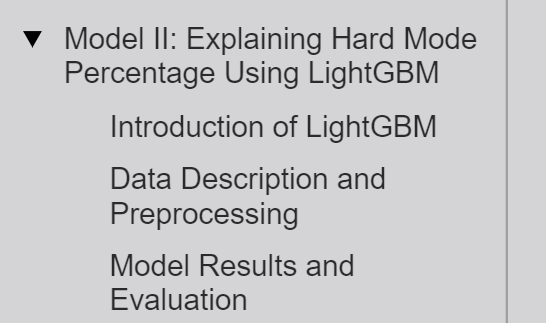 Model II: Explaining Hard Mode
Percentage Using LightGBM
Introduction of LightGBM
Data Description and
Preprocessing
Model Results and
Evaluation